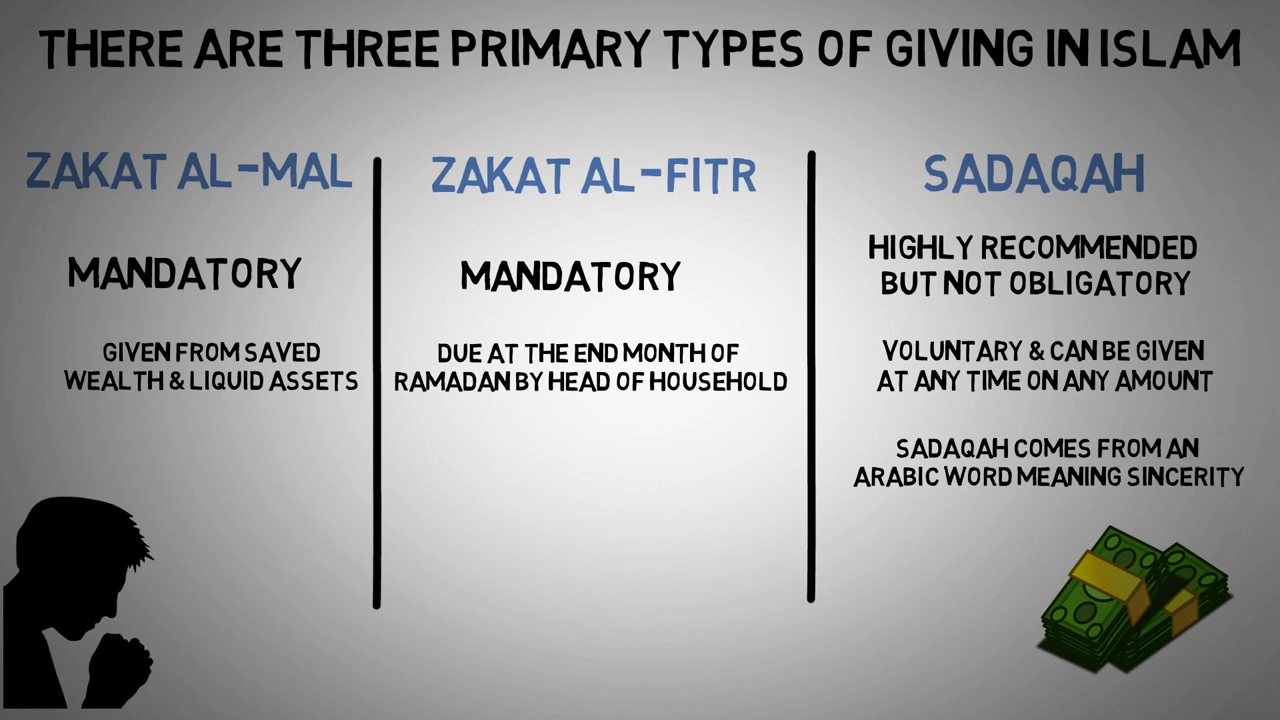 THERE ARE THREE PRIMARY TYPES OF GIVING IN ISLAM
ZAKAT AL-MAL
MANDATORY
GIVEN FROM SAVED
WEALTH & LIQUID ASSETS
ZAKAT AL-FITR
MANDATORY
DUE AT THE END MONTH OF
RAMADAN BY HEAD OF HOUSEHOLD
SADAQAH
HIGHLY RECOMMENDED
BUT NOT OBLIGATORY
VOLUNTARY & CAN BE GIVEN
AT ANY TIME ON ANY AMOUNT
SADAQAH COMES FROM AN
ARABIC WORD MEANING SINCERITY